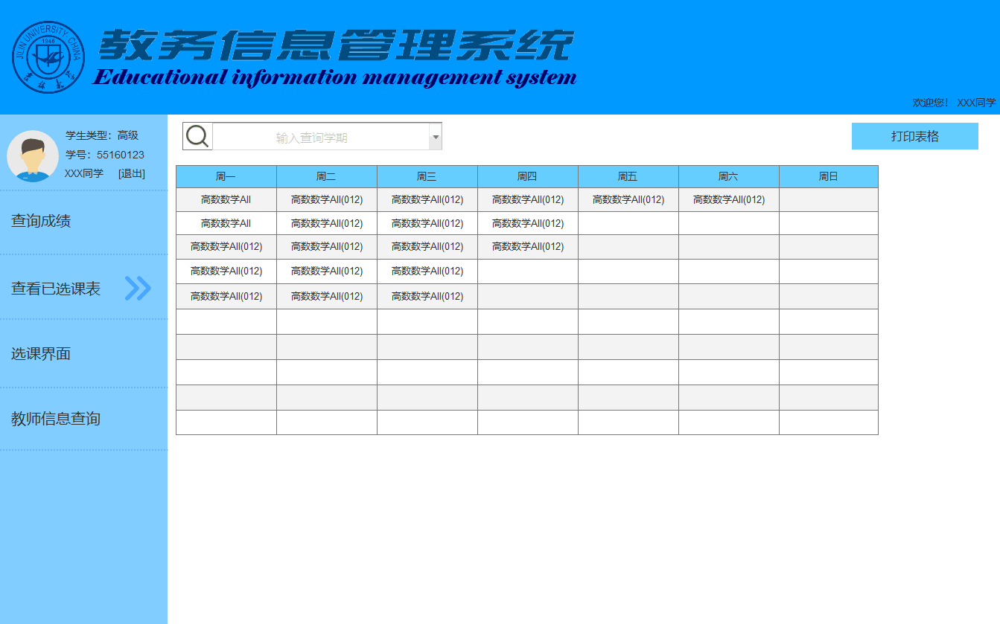 JILIN UNIVERSITY·CHINA
1946
教务信息管理系统
Educational information management system
欢迎您! XXX同学
学生类型：高级
学号：55160123
XXX同学 [退出]
输入查询学期
打印表格
查询成绩
查看已选课表
选课界面
教师信息查询
周一 周二 周三 周四 周五 周六 周日
高数数学AII 高数数学AII(012) 高数数学AII(012) 高数数学AII(012) 高数数学AII(012) 高数数学AII(012)
高数数学AII 高数数学AII(012) 高数数学AII(012) 高数数学AII(012)
高数数学AII(012) 高数数学AII(012) 高数数学AII(012) 高数数学AII(012)
高数数学AII(012) 高数数学AII(012) 高数数学AII(012)
高数数学AII(012) 高数数学AII(012) 高数数学AII(012)